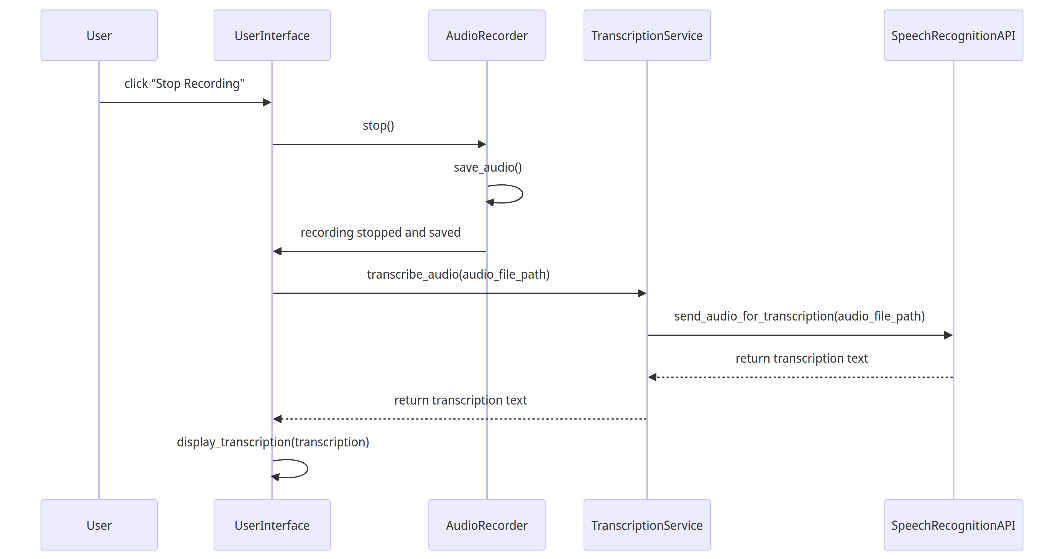 User
UserInterface
AudioRecorder
TranscriptionService
SpeechRecognitionAPI
click "Stop Recording"
stop()
save_audio()
recording stopped and saved
transcribe_audio(audio_file_path)
send_audio_for_transcription(audio_file_path)
return transcription text
return transcription text
display_transcription(transcription)
User
UserInterface
AudioRecorder
TranscriptionService
SpeechRecognitionAPI